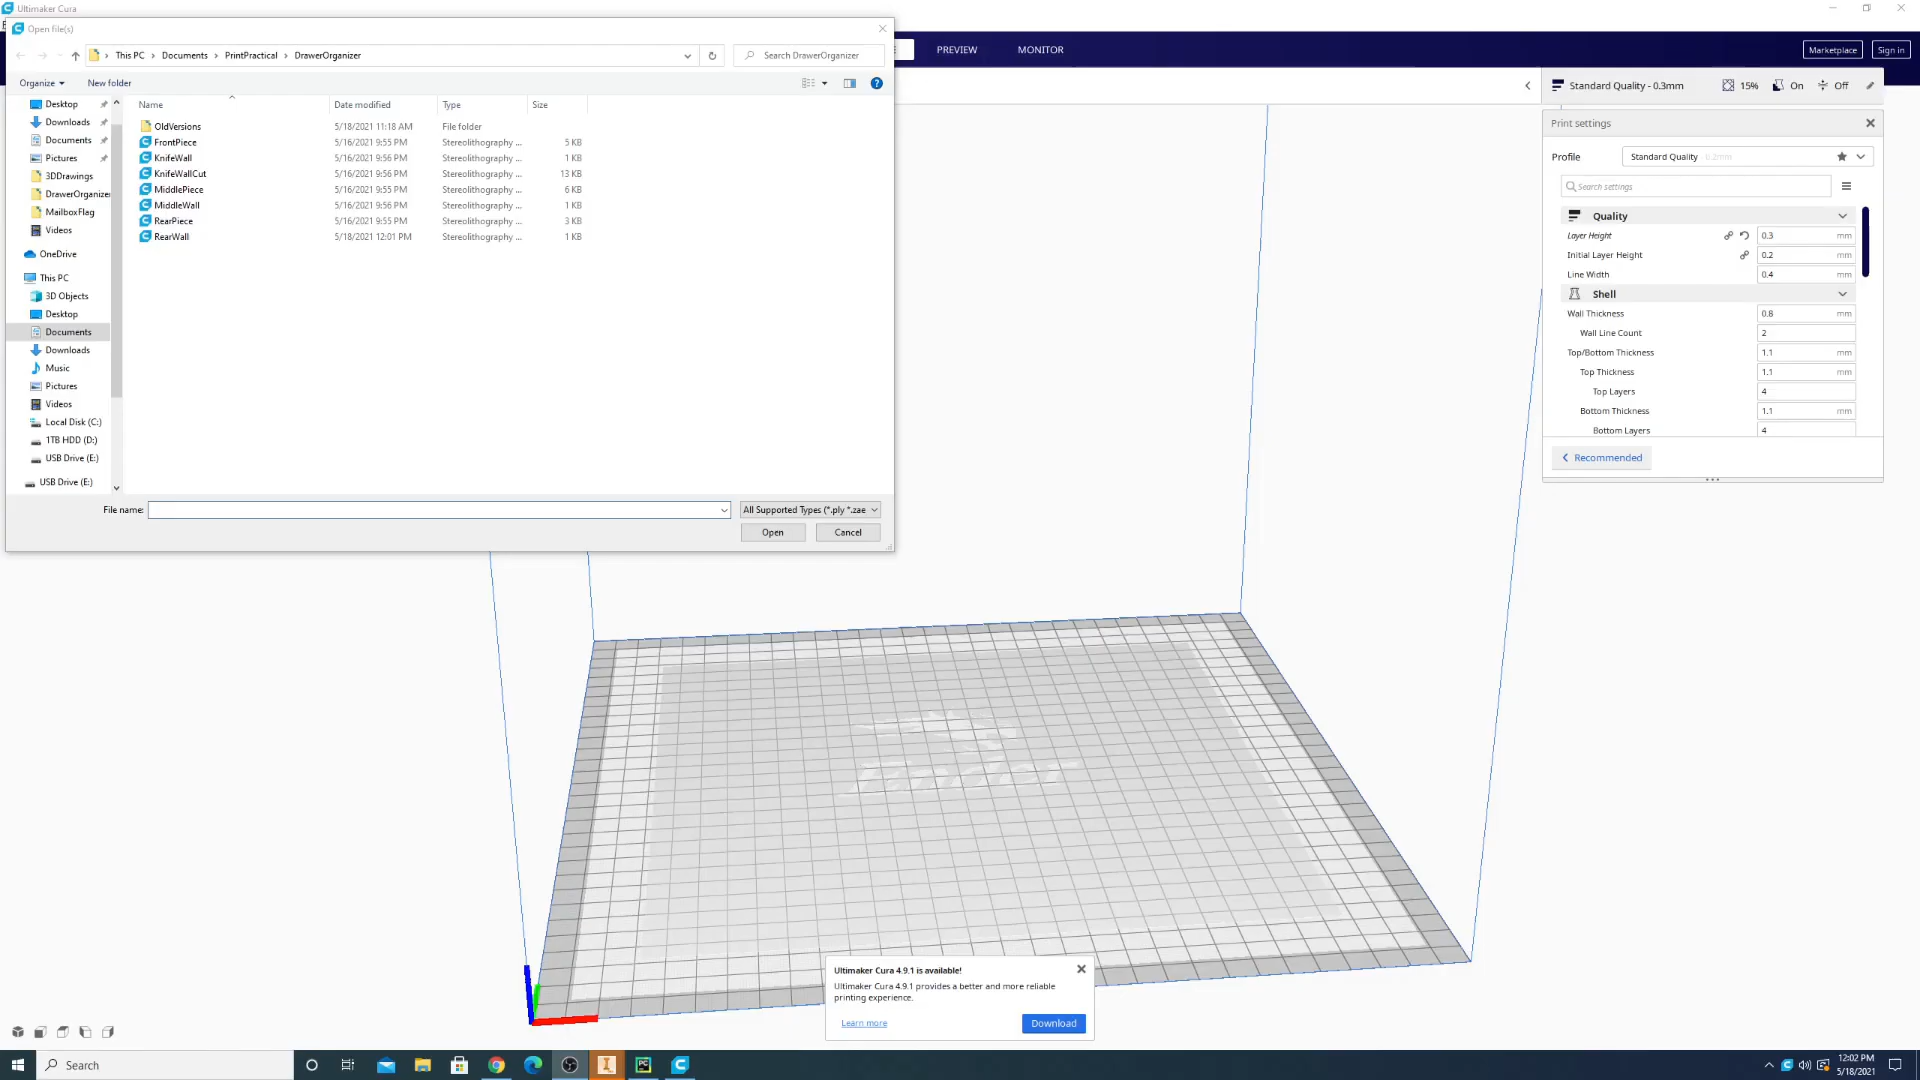 Ultimaker Cura
Open file(s)
This PC > Documents > PrintPractical > DrawerOrganizer
Search DrawerOrganizer
PREVIEW
MONITOR
Marketplace
Sign in
Organize
New folder
Standard Quality - 0.3mm
15%
On
Off
Desktop
Downloads
Documents
Pictures
3DDrawings
DrawerOrganize
MailboxFlag
Videos
OneDrive
This PC
3D Objects
Desktop
Documents
Downloads
Music
Pictures
Videos
Local Disk (C:)
1TB HDD (D:)
USB Drive (E:)
USB Drive (E:)
Name Date modified Type Size
OldVersions 5/18/2021 11:18 AM File folder
FrontPiece 5/16/2021 9:55 PM Stereolithography ... 5 KB
KnifeWall 5/16/2021 9:56 PM Stereolithography ... 1 KB
KnifeWallCut 5/16/2021 9:56 PM Stereolithography ... 13 KB
MiddlePiece 5/16/2021 9:55 PM Stereolithography ... 6 KB
MiddleWall 5/16/2021 9:56 PM Stereolithography ... 1 KB
RearPiece 5/16/2021 9:55 PM Stereolithography ... 3 KB
RearWall 5/18/2021 12:01 PM Stereolithography ... 1 KB
File name:
All Supported Types (*.ply *.zae
Open
Cancel
Print settings
Profile
Standard Quality 0.2mm
Search settings
Quality
Layer Height 0.3 mm
Initial Layer Height 0.2 mm
Line Width 0.4 mm
Shell
Wall Thickness 0.8 mm
Wall Line Count 2
Top/Bottom Thickness 1.1 mm
Top Thickness 1.1 mm
Top Layers 4
Bottom Thickness 1.1 mm
Bottom Layers 4
Recommended
Ender
Ultimaker Cura 4.9.1 is available!
Ultimaker Cura 4.9.1 provides a better and more reliable
printing experience.
Learn more
Download
Search
12:02 PM
5/18/2021